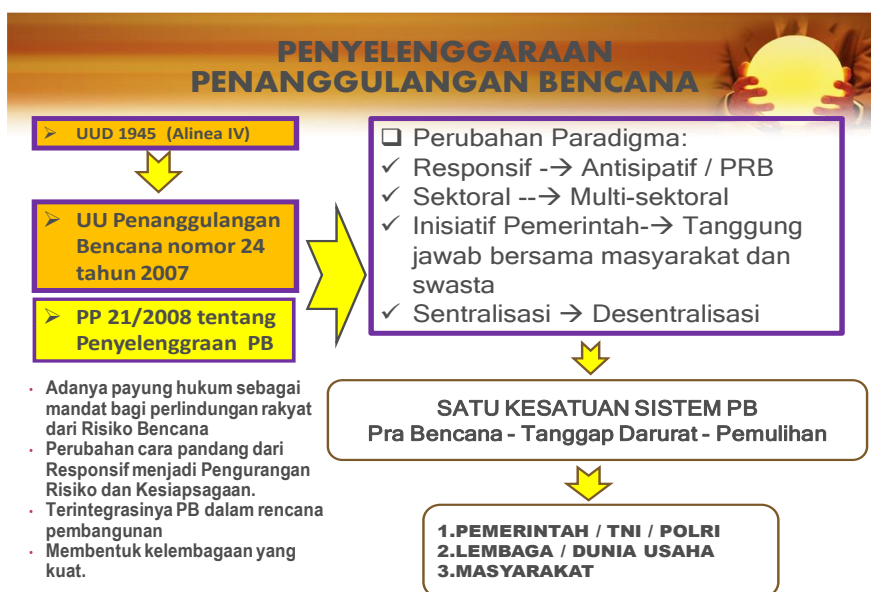 PENYELENGGARAAN
PENANGGULANGAN BENCANA
➢ UUD 1945 (Alinea IV)
➢ UU Penanggulangan
Bencana nomor 24
tahun 2007
➢ PP 21/2008 tentang
Penyelenggraan PB
• Adanya payung hukum sebagai
mandat bagi perlindungan rakyat
dari Risiko Bencana
• Perubahan cara pandang dari
Responsif menjadi Pengurangan
Risiko dan Kesiapsagaan.
• Terintegrasinya PB dalam rencana
pembangunan
• Membentuk kelembagaan yang
kuat.
❑ Perubahan Paradigma:
✓ Responsif -→ Antisipatif / PRB
✓ Sektoral --→ Multi-sektoral
✓ Inisiatif Pemerintah-→ Tanggung
jawab bersama masyarakat dan
swasta
✓ Sentralisasi → Desentralisasi
SATU KESATUAN SISTEM PB
Pra Bencana - Tanggap Darurat - Pemulihan
1.PEMERINTAH / TNI / POLRI
2.LEMBAGA / DUNIA USAHA
3.MASYARAKAT